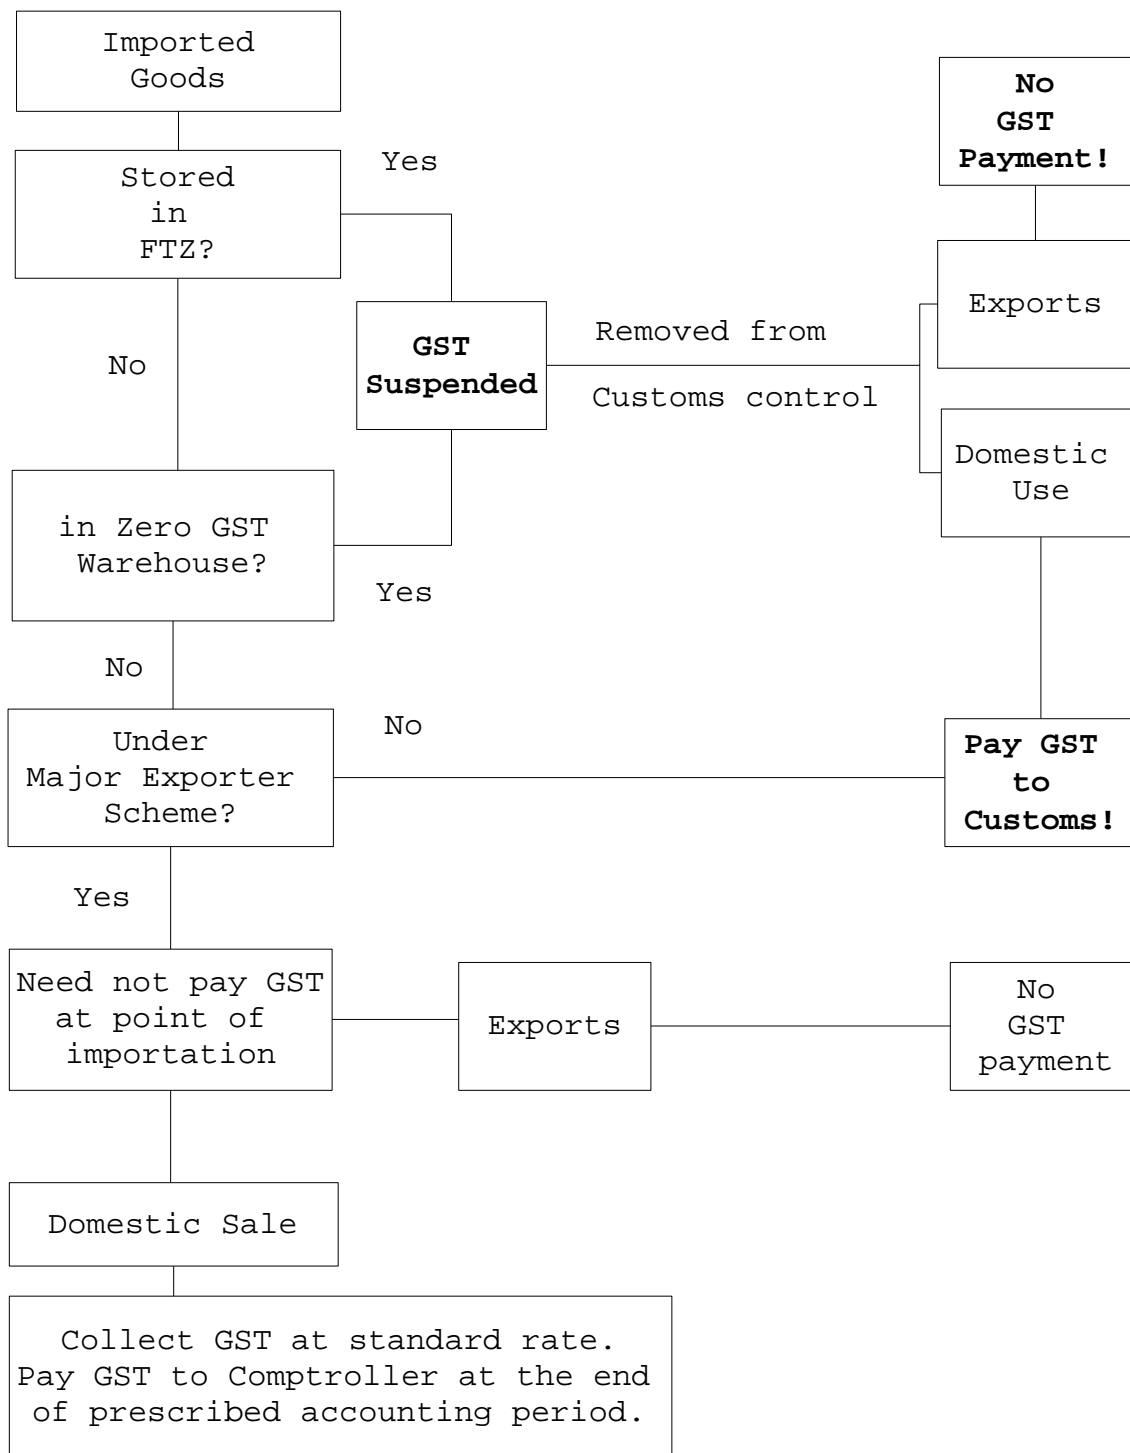 Imported
Goods
No
GST
Payment!
Yes
Stored
in
FTZ?
Exports
GST
Suspended
Removed from
Customs control
No
Domestic
Use
in Zero GST
Warehouse?
Yes
No
Under
Major Exporter
Scheme?
No
Pay GST
to
Customs!
Yes
Need not pay GST
at point of
importation
Exports
No
GST
payment
Domestic Sale
Collect GST at standard rate.
Pay GST to Comptroller at the end
of prescribed accounting period.